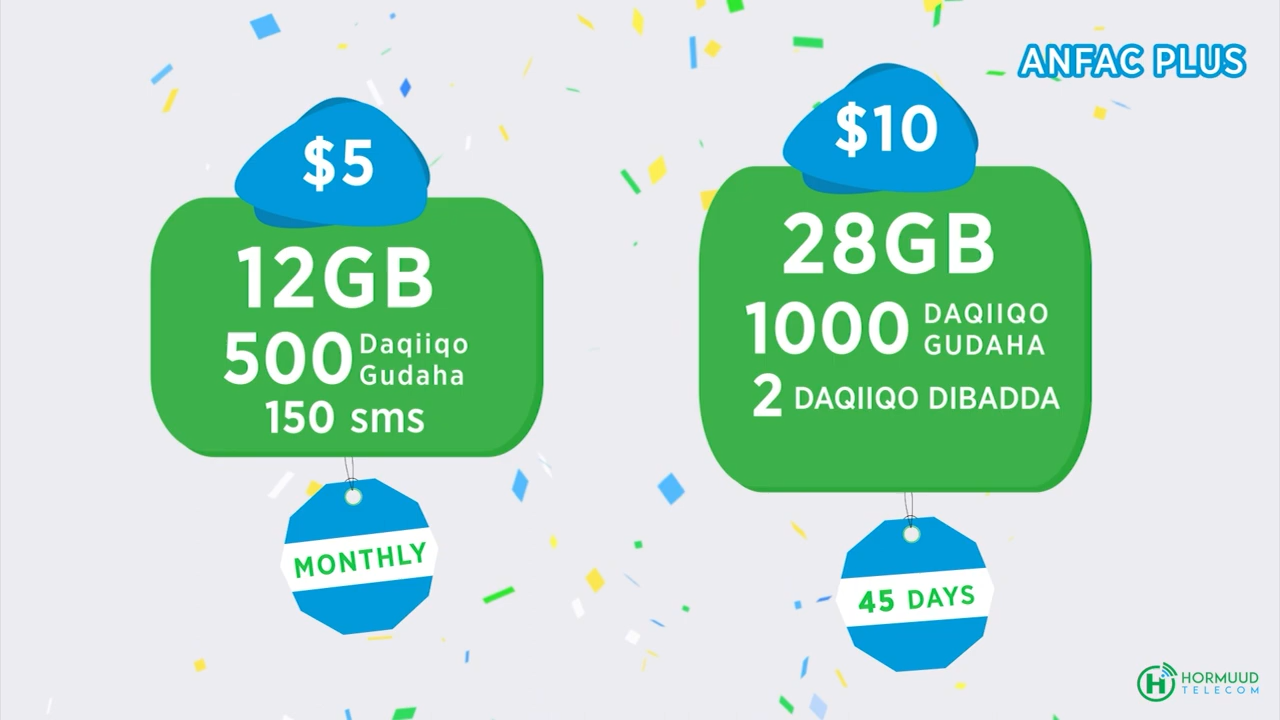 ANFAC PLUS
$5
12GB
500 Daqiiqo
Gudaha
150 sms
MONTHLY
$10
28GB
1000 DAQIIQO
GUDAHA
2 DAQIIQO DIBADDA
45 DAYS
HORMUUD
TELECOM